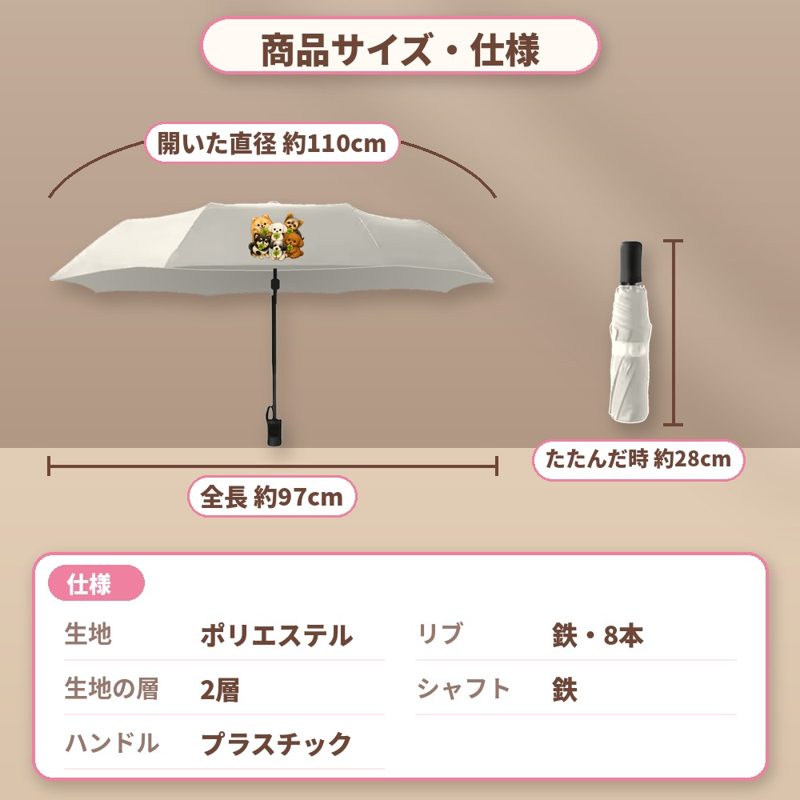 商品サイズ・仕様
開いた直径 約110cm
たたんだ時 約28cm
全長 約97cm
仕様
生地 ポリエステル
リブ 鉄・8本
生地の層 2層
シャフト 鉄
ハンドル プラスチック